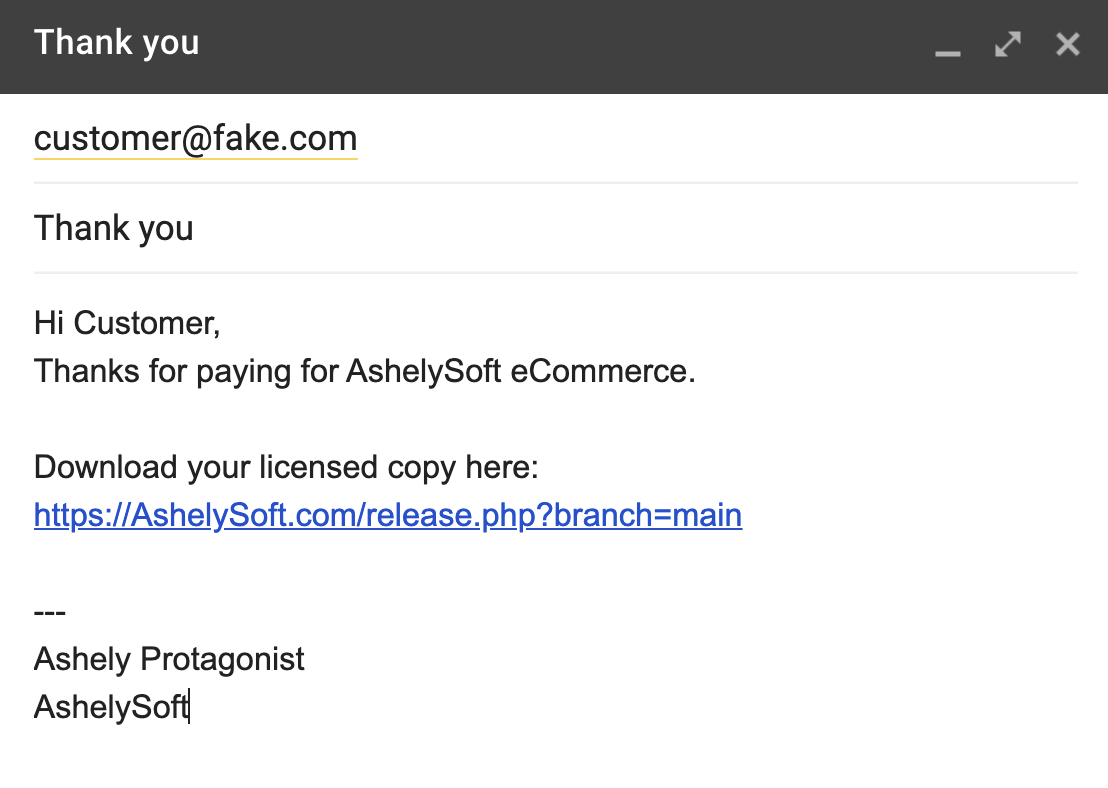 Thank you
customer@fake.com
Thank you
Hi Customer,
Thanks for paying for AshelySoft eCommerce.
Download your licensed copy here:
https://AshelySoft.com/release.php?branch=main
---
Ashely Protagonist
AshelySoft